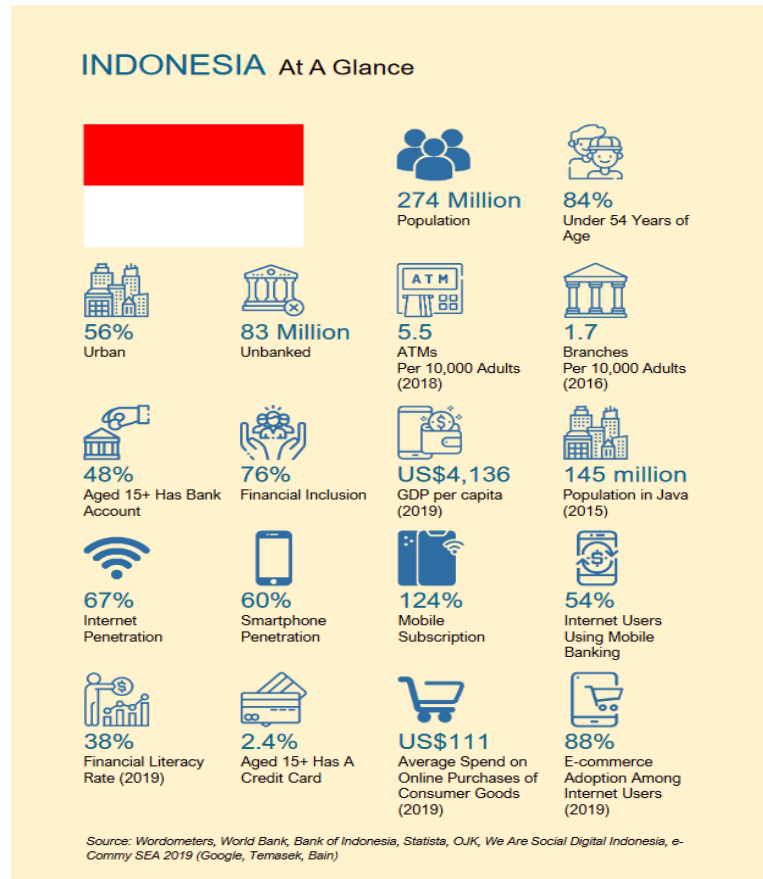 INDONESIA At A Glance
274 Million
Population
84%
Under 54 Years of
Age
56%
Urban
83 Million
Unbanked
ATM
5.5
ATMs
Per 10,000 Adults
(2018)
1.7
Branches
Per 10,000 Adults
(2016)
48%
Aged 15+ Has Bank
Account
76%
Financial Inclusion
US$4,136
GDP per capita
(2019)
145 million
Population in Java
(2015)
67%
Internet
Penetration
60%
Smartphone
Penetration
124%
Mobile
Subscription
54%
Internet Users
Using Mobile
Banking
38%
Financial Literacy
Rate (2019)
2.4%
Aged 15+ Has A
Credit Card
US$111
Average Spend on
Online Purchases of
Consumer Goods
(2019)
88%
E-commerce
Adoption Among
Internet Users
(2019)
Source: Wordometers, World Bank, Bank of Indonesia, Statista, OJK, We Are Social Digital Indonesia, e-
Commy SEA 2019 (Google, Temasek, Bain)